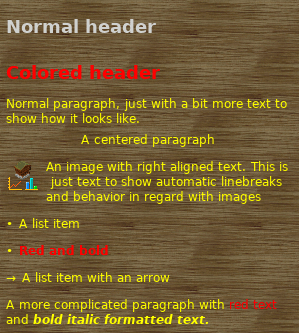 Normal header
Colored header
Normal paragraph, just with a bit more text to
show how it looks like.
A centered paragraph
An image with right aligned text. This is
just text to show automatic linebreaks
and behavior in regard with images
• A list item
• Red and bold
→ A list item with an arrow
A more complicated paragraph with red text
and bold italic formatted text.